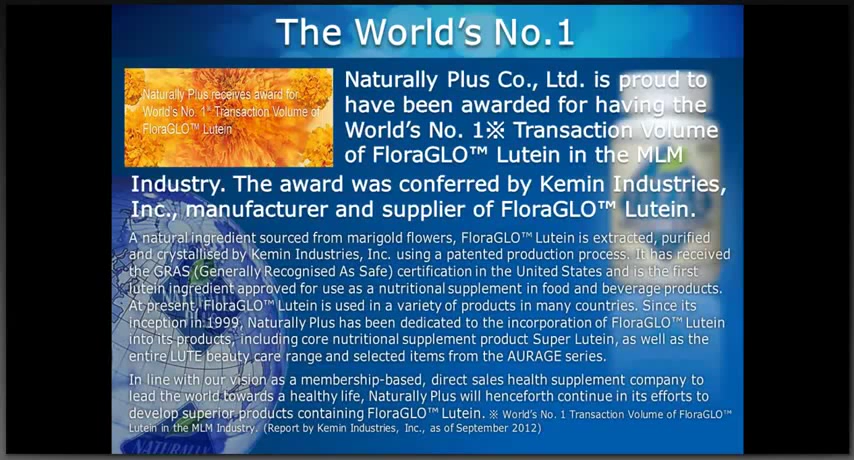 The World's No.1
Naturally Plus receives award for
World's No. 1* Transaction Volume of
FloraGLO™ Lutein
Naturally Plus Co., Ltd. is proud to
have been awarded for having the
World's No. 1※ Transaction Volume
of FloraGLO™ Lutein in the MLM
Industry. The award was conferred by Kemin Industries,
Inc., manufacturer and supplier of FloraGLO™ Lutein.
A natural ingredient sourced from marigold flowers, FloraGLO™ Lutein is extracted, purified
and crystallised by Kemin Industries, Inc. using a patented production process. It has received
the GRAS (Generally Recognised As Safe) certification in the United States and is the first
lutein ingredient approved for use as a nutritional supplement in food and beverage products.
At present, FloraGLO™ Lutein is used in a variety of products in many countries. Since its
inception in 1999, Naturally Plus has been dedicated to the incorporation of FloraGLO™ Lutein
into its products, including core nutritional supplement product Super Lutein, as well as the
entire LUTE beauty care range and selected items from the AURAGE series.
In line with our vision as a membership-based, direct sales health supplement company to
lead the world towards a healthy life, Naturally Plus will henceforth continue in its efforts to
develop superior products containing FloraGLO™ Lutein. ※ World's No. 1 Transaction Volume of FloraGLO™
Lutein in the MLM Industry. (Report by Kemin Industries, Inc., as of September 2012)
NATURALLY